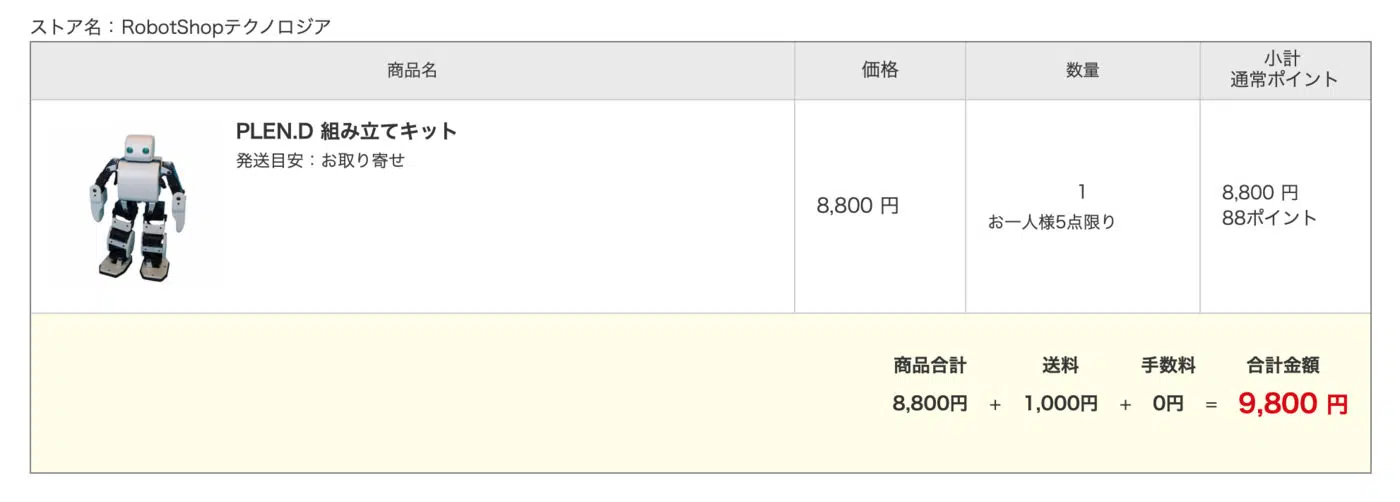 ストア名：RobotShopテクノロジア
商品名
価格
数量
小計
通常ポイント
PLEN.D 組み立てキット
発送目安：お取り寄せ
8,800 円
1
お一人様5点限り
8,800 円
88ポイント
商品合計 送料 手数料 合計金額
8,800円 + 1,000円 + 0円 = 9,800 円